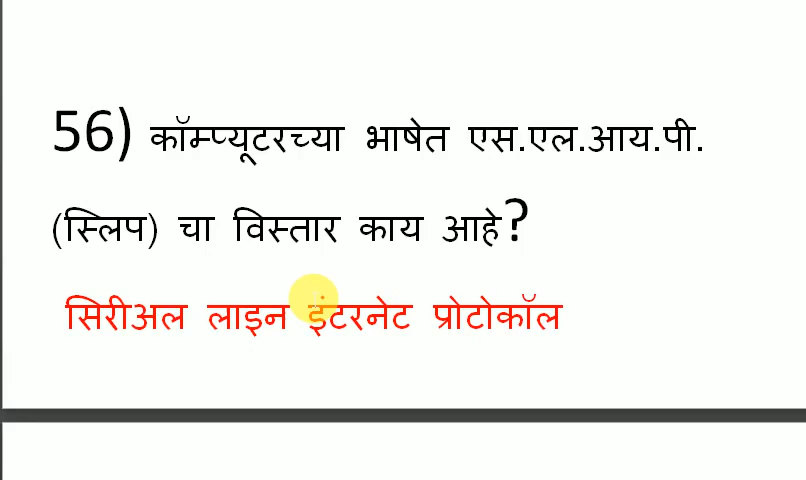 56) कॉम्प्यूटरच्या भाषेत एस.एल.आय.पी.
(स्लिप) चा विस्तार काय आहे?
सिरीअल लाइन इंटरनेट प्रोटोकॉल